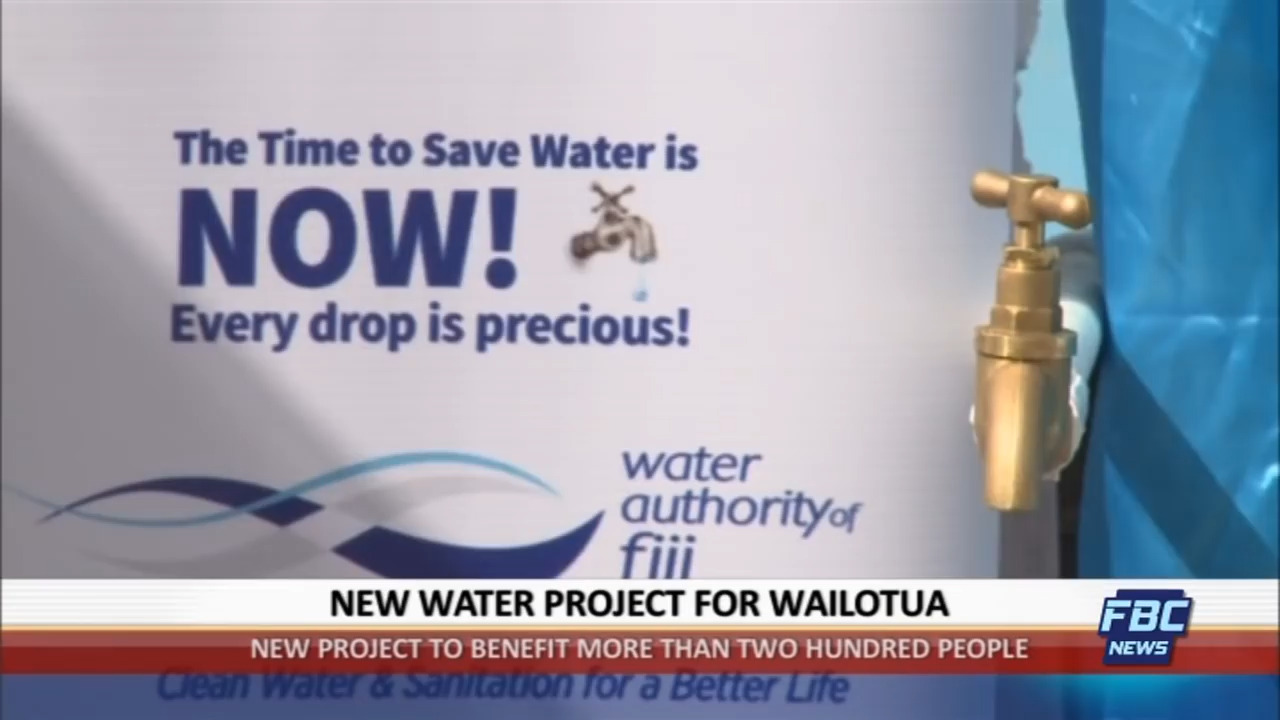 The Time to Save Water is
NOW!
Every drop is precious!
water
authority of
fiji
NEW WATER PROJECT FOR WAILOTUA
NEW PROJECT TO BENEFIT MORE THAN TWO HUNDRED PEOPLE
FBC
NEWS
Clean Water & Sanitation for a Better Life